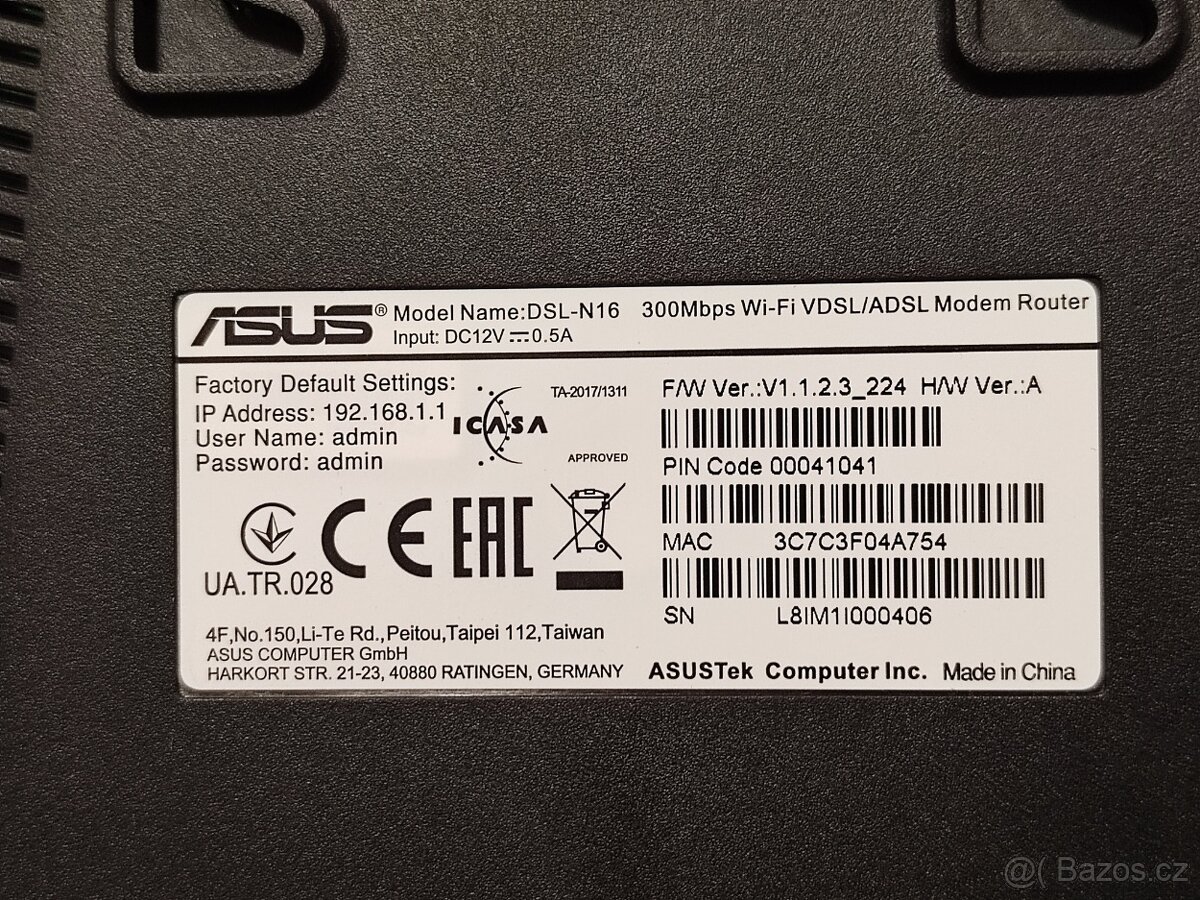 ASUS® Model Name:DSL-N16 300Mbps Wi-Fi VDSL/ADSL Modem Router
Input: DC12V⎓0.5A
Factory Default Settings:
IP Address: 192.168.1.1
User Name: admin
Password: admin
TA-2017/1311
ICASA
APPROVED
F/W Ver.:V1.1.2.3_224 H/W Ver.:A
PIN Code 00041041
MAC 3C7C3F04A754
SN L8IM1I000406
CE EAC
UA.TR.028
4F,No.150,Li-Te Rd.,Peitou,Taipei 112,Taiwan
ASUS COMPUTER GmbH
HARKORT STR. 21-23, 40880 RATINGEN, GERMANY
ASUSTek Computer Inc. Made in China
@( Bazos.cz